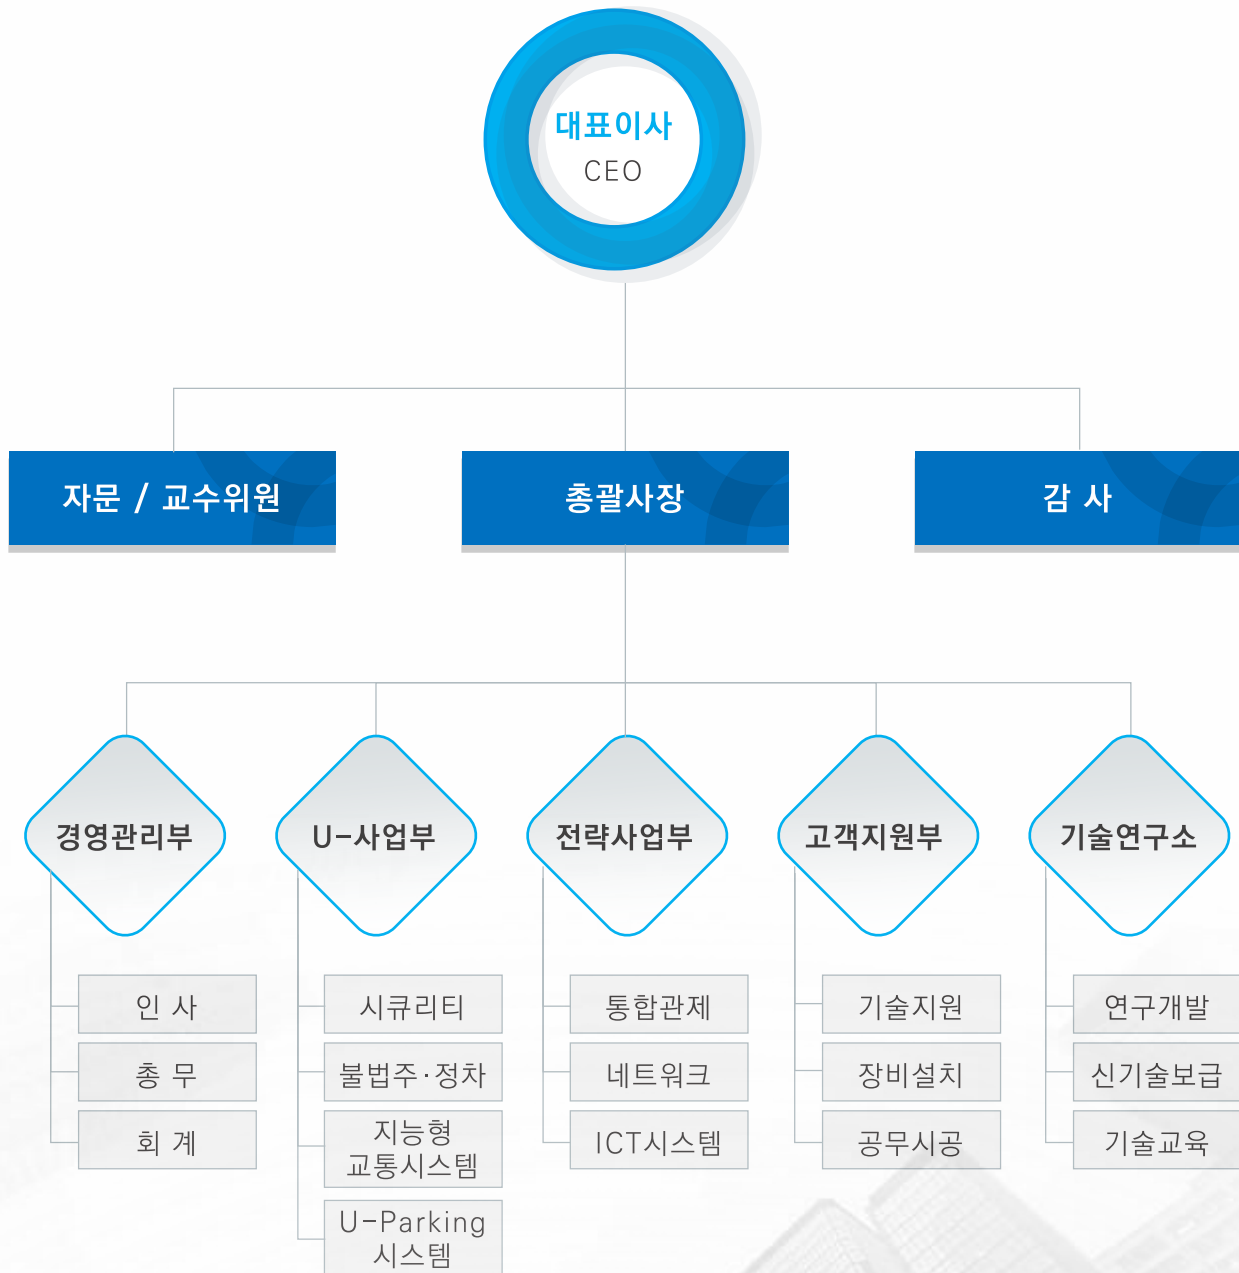 대표이사
CEO
자문 / 교수위원
총괄사장
감 사
경영관리부
U-사업부
전략사업부
고객지원부
기술연구소
인 사
총 무
회 계
시큐리티
불법주·정차
지능형
교통시스템
U-Parking
시스템
통합관제
네트워크
ICT시스템
기술지원
장비설치
공무시공
연구개발
신기술보급
기술교육